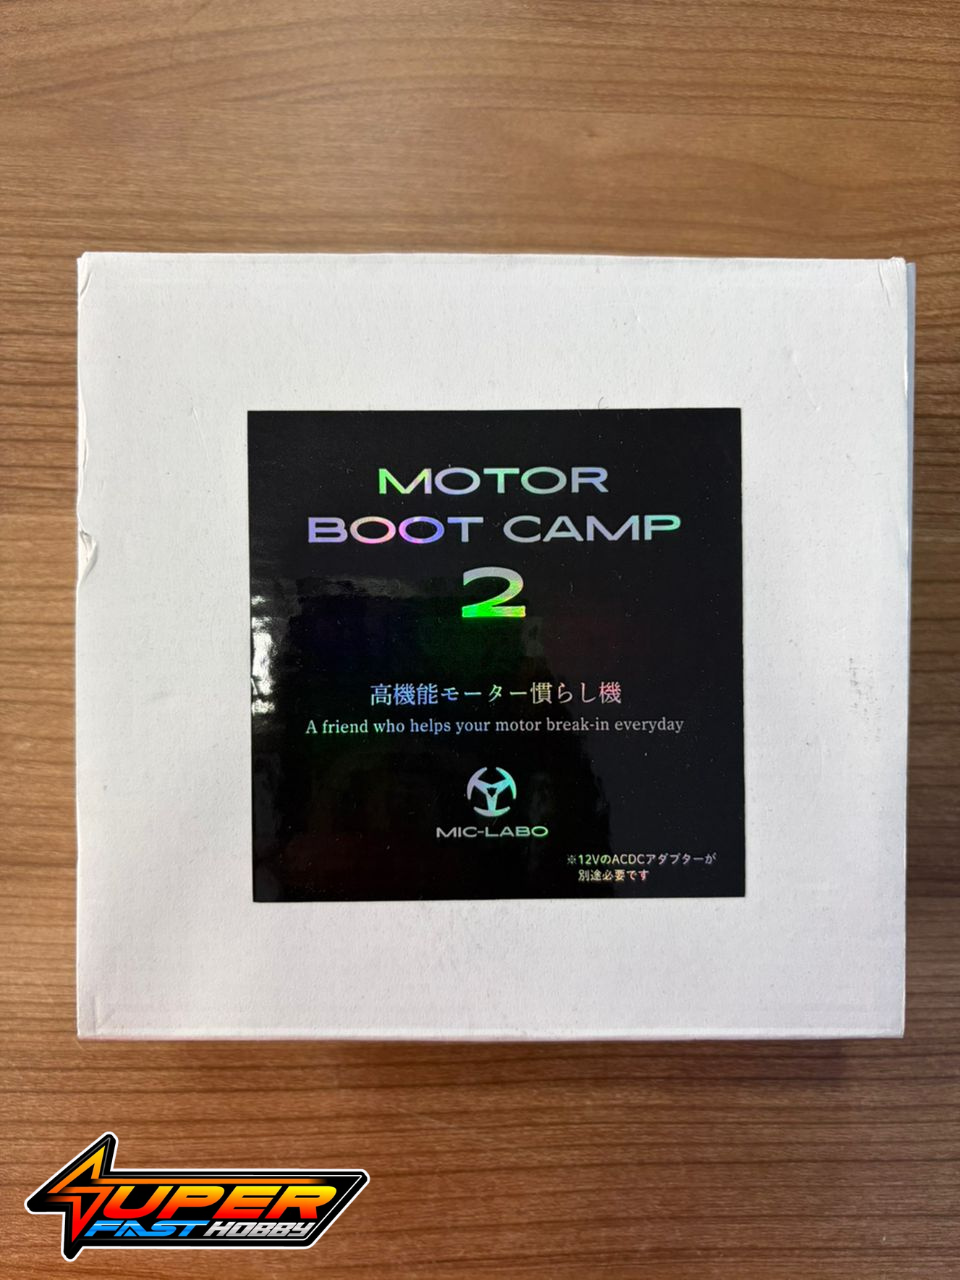 MOTOR
BOOT CAMP
2
高機能モーター慣らし機
A friend who helps your motor break-in everyday
MIC-LABO
※12VのACDCアダプターが
別途必要です
SUPER
FAST HOBBY